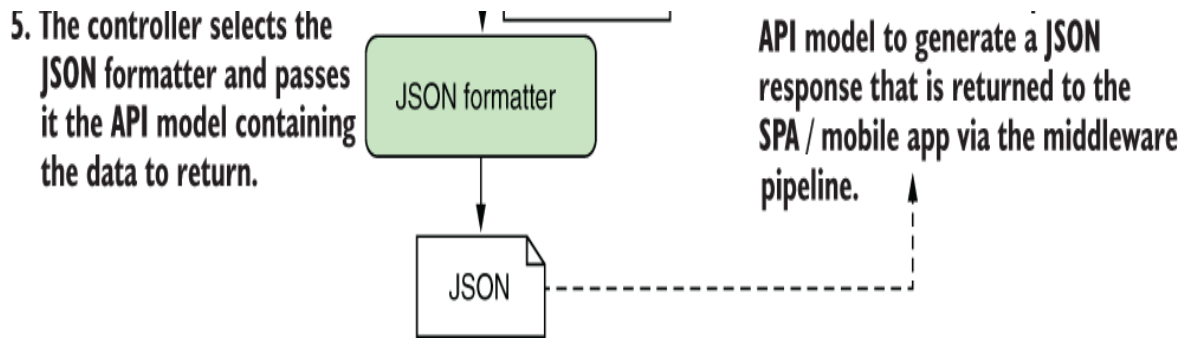 5. The controller selects the
JSON formatter and passes
it the API model containing
the data to return.
JSON formatter
JSON
API model to generate a JSON
response that is returned to the
SPA / mobile app via the middleware
pipeline.